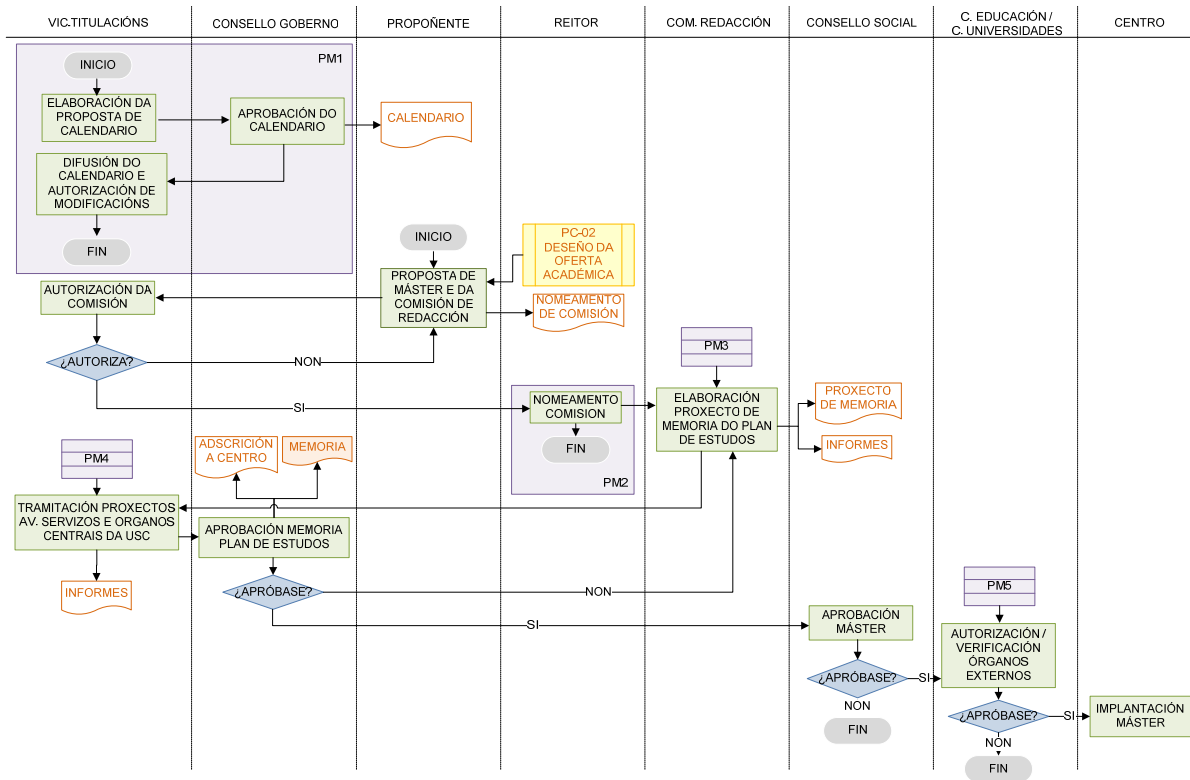 VIC.TITULACIÓNS
CONSELLO GOBERNO
PROPOÑENTE
REITOR
COM. REDACCIÓN
CONSELLO SOCIAL
C. EDUCACIÓN /
C. UNIVERSIDADES
CENTRO
PM1
INICIO
ELABORACIÓN DA
PROPOSTA DE
CALENDARIO
APROBACIÓN DO
CALENDARIO
CALENDARIO
DIFUSIÓN DO
CALENDARIO E
AUTORIZACIÓN DE
MODIFICACIÓNS
FIN
INICIO
PC-02
DESEÑO DA
OFERTA
ACADÉMICA
PROPOSTA DE
MÁSTER E DA
COMISIÓN DE
REDACCIÓN
NOMEAMENTO
DE COMISIÓN
AUTORIZACIÓN DA
COMISIÓN
¿AUTORIZA?
NON
SI
PM3
NOMEAMENTO
COMISION
FIN
PM2
ELABORACIÓN
PROXECTO DE
MEMORIA DO PLAN
DE ESTUDOS
PROXECTO
DE MEMORIA
INFORMES
PM4
ADSCRICIÓN
A CENTRO
MEMORIA
TRAMITACIÓN PROXECTOS
AV. SERVIZOS E ORGANOS
CENTRAIS DA USC
APROBACIÓN MEMORIA
PLAN DE ESTUDOS
INFORMES
¿APRÓBASE?
NON
SI
PM5
APROBACIÓN
MÁSTER
¿APRÓBASE?
SI
NON
FIN
AUTORIZACIÓN /
VERIFICACIÓN
ÓRGANOS
EXTERNOS
¿APRÓBASE?
SI
NON
FIN
IMPLANTACIÓN
MÁSTER